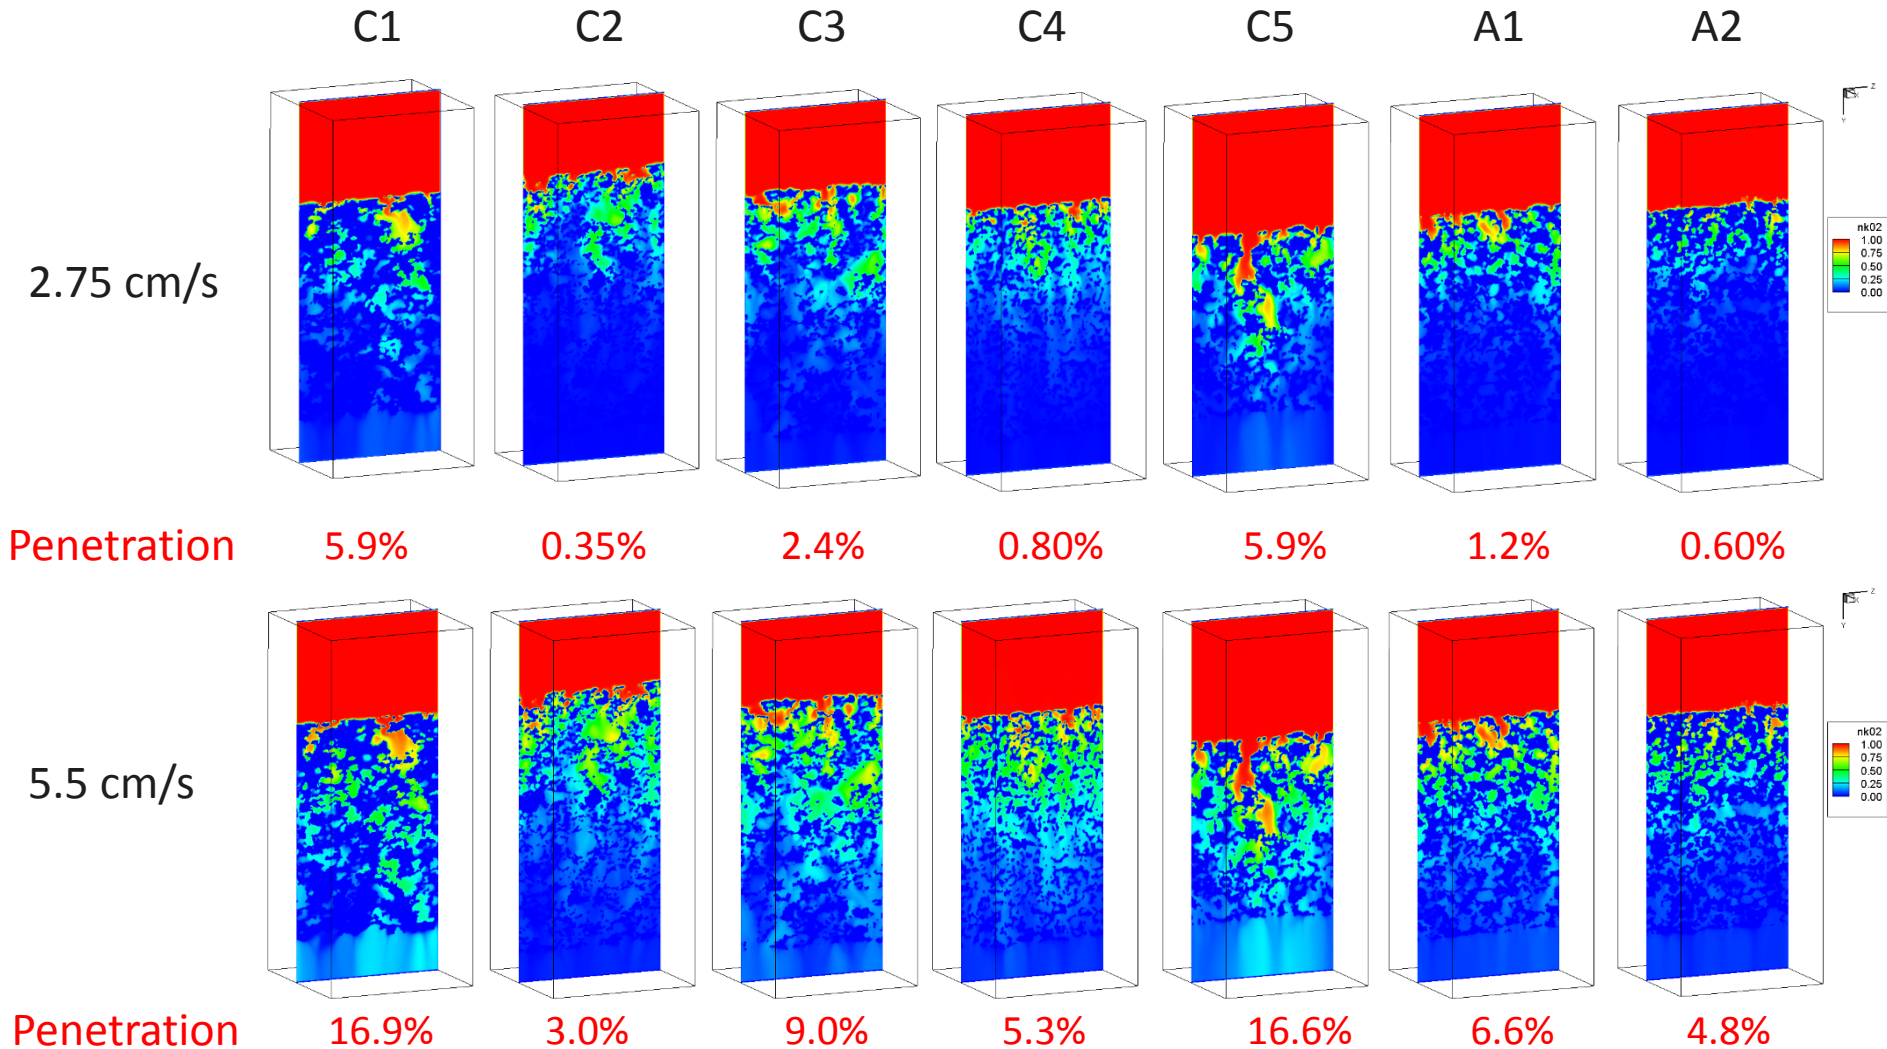 C1 C2 C3 C4 C5 A1 A2
Z
X
Y
2.75 cm/s
nk02
1.00
0.75
0.50
0.25
0.00
Penetration 5.9% 0.35% 2.4% 0.80% 5.9% 1.2% 0.60%
Z
X
Y
5.5 cm/s
nk02
1.00
0.75
0.50
0.25
0.00
Penetration 16.9% 3.0% 9.0% 5.3% 16.6% 6.6% 4.8%